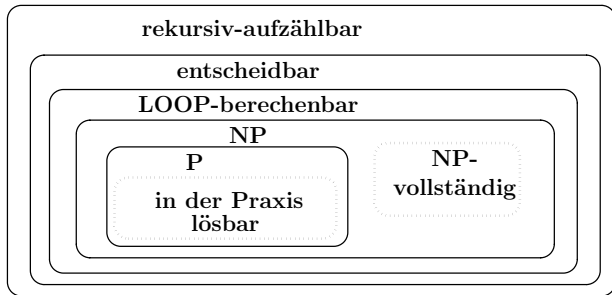 rekursiv-aufzählbar
entscheidbar
LOOP-berechenbar
NP
P
in der Praxis
lösbar
NP-
vollständig